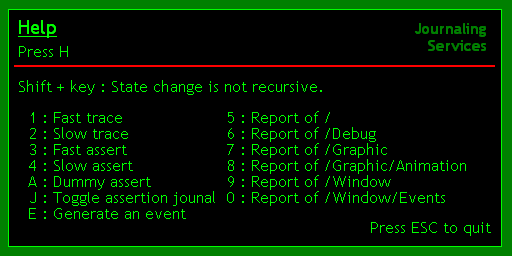 Help
Journaling
Services
Press H
Shift + key : State change is not recursive.
1 : Fast trace
2 : Slow trace
3 : Fast assert
4 : Slow assert
A : Dummy assert
J : Toggle assertion jounal
E : Generate an event
5 : Report of /
6 : Report of /Debug
7 : Report of /Graphic
8 : Report of /Graphic/Animation
9 : Report of /Window
0 : Report of /Window/Events
Press ESC to quit